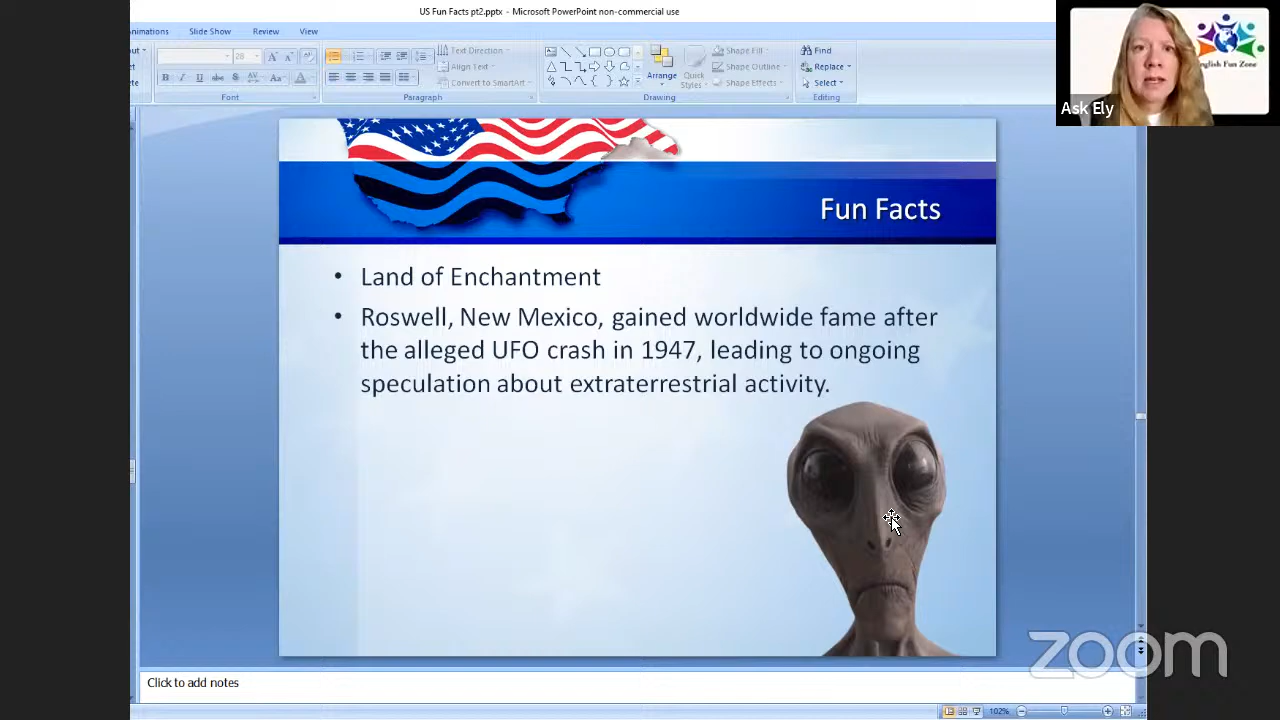 US Fun Facts pt2.pptx - Microsoft PowerPoint non-commercial use
Animations Slide Show Review View
Font
Text Direction
Align Text
Convert to SmartArt
Paragraph
Arrange
Quick Styles
Shape Fill
Shape Outline
Shape Effects
Drawing
Find
Replace
Select
Editing
Ask Ely
English Fun Zone
Fun Facts
• Land of Enchantment
• Roswell, New Mexico, gained worldwide fame after
the alleged UFO crash in 1947, leading to ongoing
speculation about extraterrestrial activity.
zoom
Click to add notes
102%